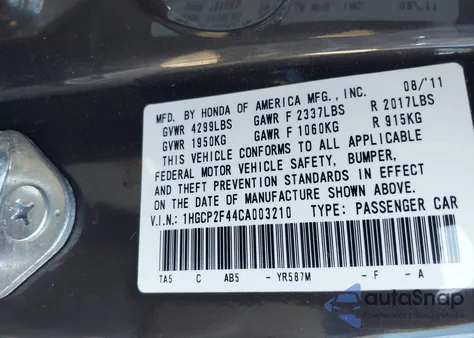 MFD. BY HONDA OF AMERICA MFG., INC. 08/'11
GVWR 4299LBS GAWR F 2337LBS R 2017LBS
GVWR 1950KG GAWR F 1060KG R 915KG
THIS VEHICLE CONFORMS TO ALL APPLICABLE
FEDERAL MOTOR VEHICLE SAFETY, BUMPER,
AND THEFT PREVENTION STANDARDS IN EFFECT
ON THE DATE OF MANUFACTURE SHOWN ABOVE.
V.I.N.: 1HGCP2F44CA003210 TYPE: PASSENGER CAR
TA5 C AB5 - YR587M - F - A
autoSnap